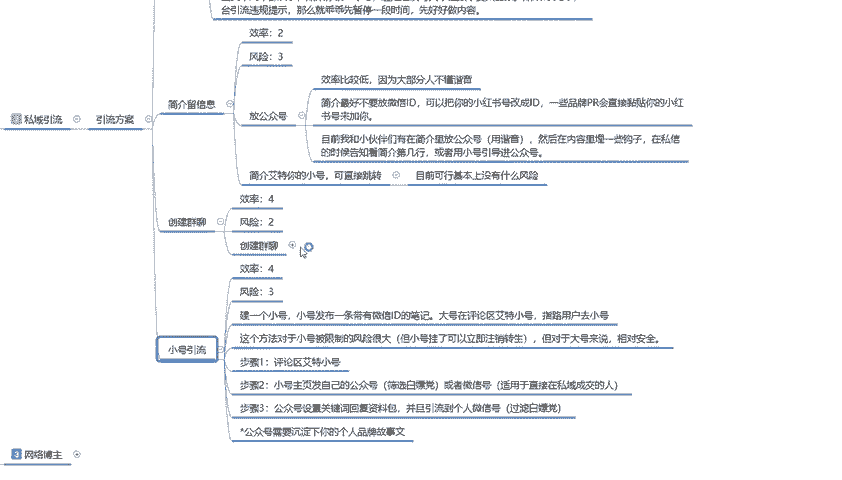 台引流违规提示，那么就乖乖先暂停一段时间，先好好做内容。
效率：2
风险：3
效率比较低，因为大部分人不懂谐音
简介留信息
简介最好不要放微信ID，可以把你的小红书号改成ID，一些品牌PR会直接黏贴你的小红
书号来加你。
放公众号
私域引流
引流方案
目前我和小伙伴们有在简介里放公众号（用谐音），然后在内容里埋一些钩子，在私信
的时候告知看简介第几行，或者用小号引导进公众号。
简介艾特你的小号，可直接跳转
目前可行基本上没有什么风险
效率：4
创建群聊
风险：2
创建群聊
效率：4
风险：3
建一个小号，小号发布一条带有微信ID的笔记。大号在评论区艾特小号，指路用户去小号
小号引流
这个方法对于小号被限制的风险很大（但小号挂了可以立即注销转生），但对于大号来说，相对安全。
步骤1：评论区艾特小号
步骤2：小号主页发自己的公众号（筛选白嫖党）或者微信号（适用于直接在私域成交的人）
步骤3：公众号设置关键词回复资料包，并且引流到个人微信号（过滤白嫖党）
*公众号需要沉淀下你的个人品牌故事文
3 网络博主